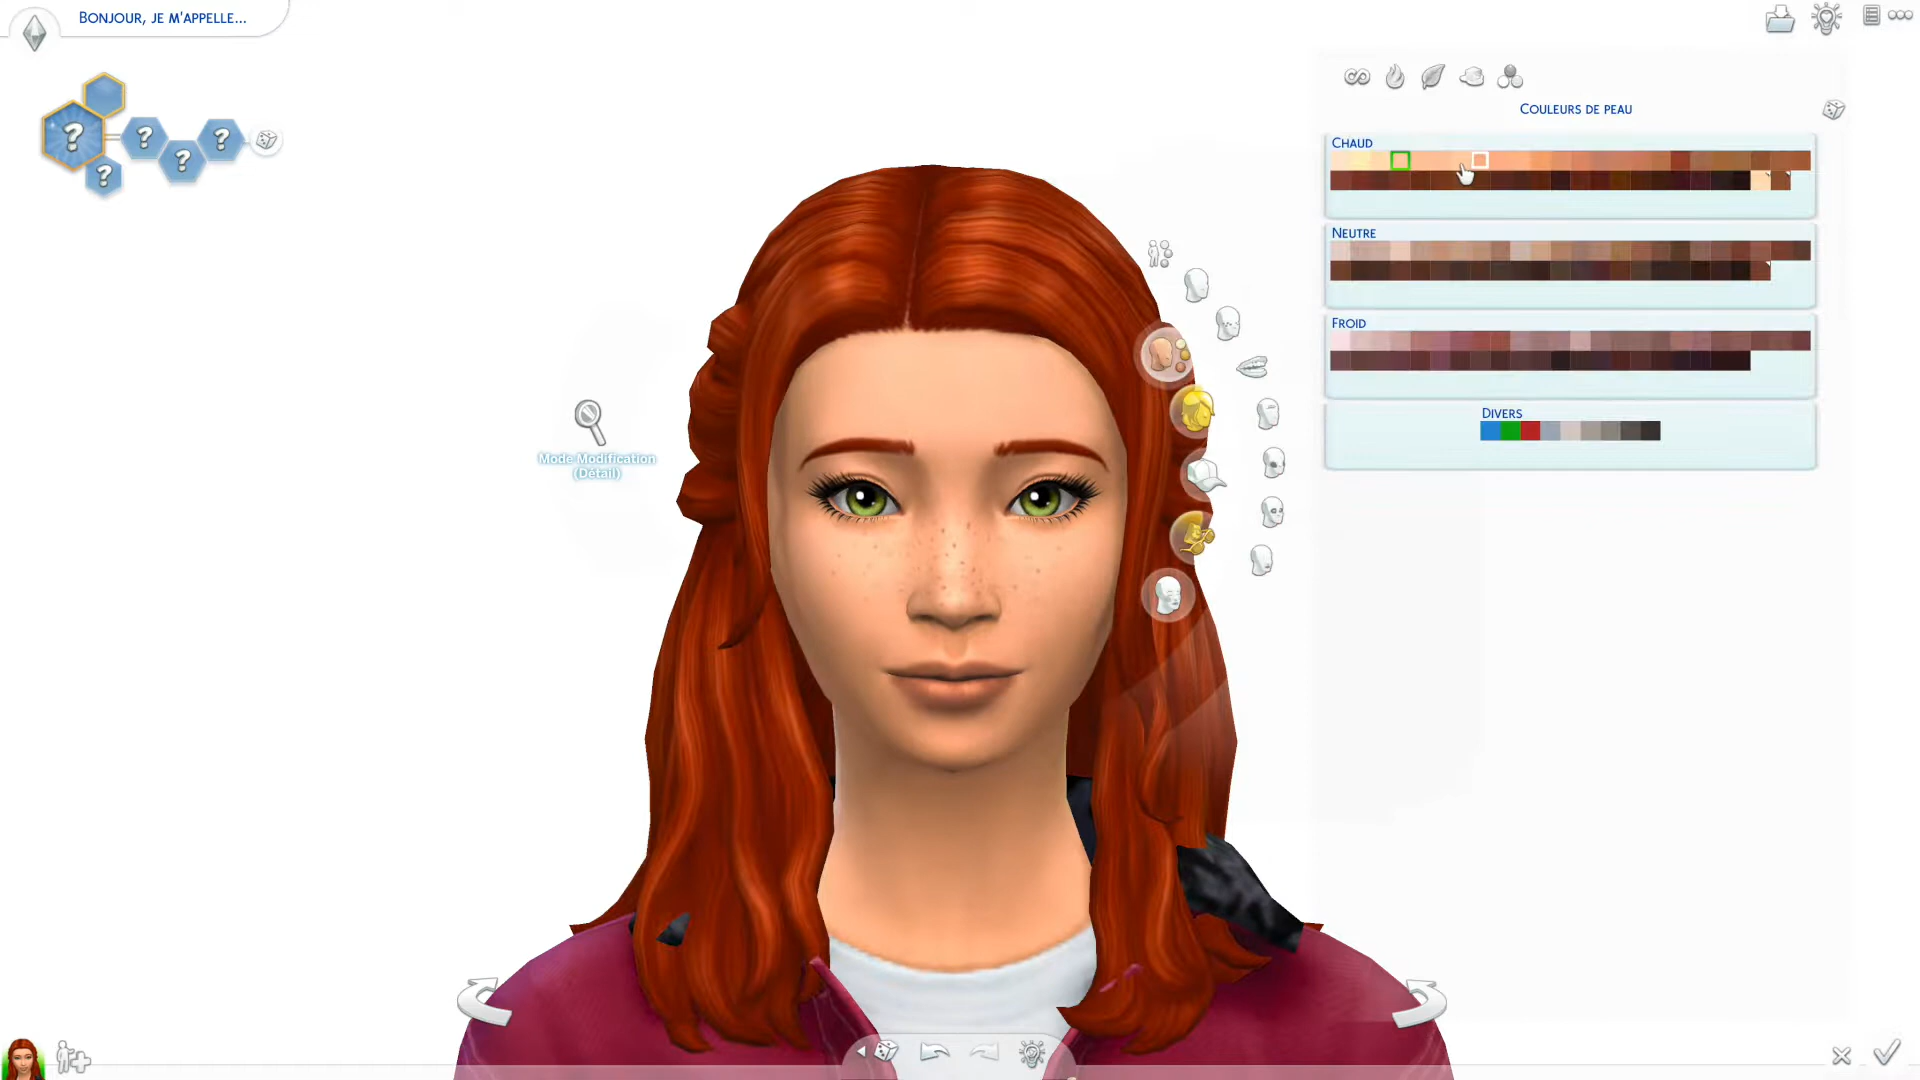 BONJOUR, JE M'APPELLE...
COULEURS DE PEAU
CHAUD
NEUTRE
FROID
DIVERS
Mode Modification
(Détail)